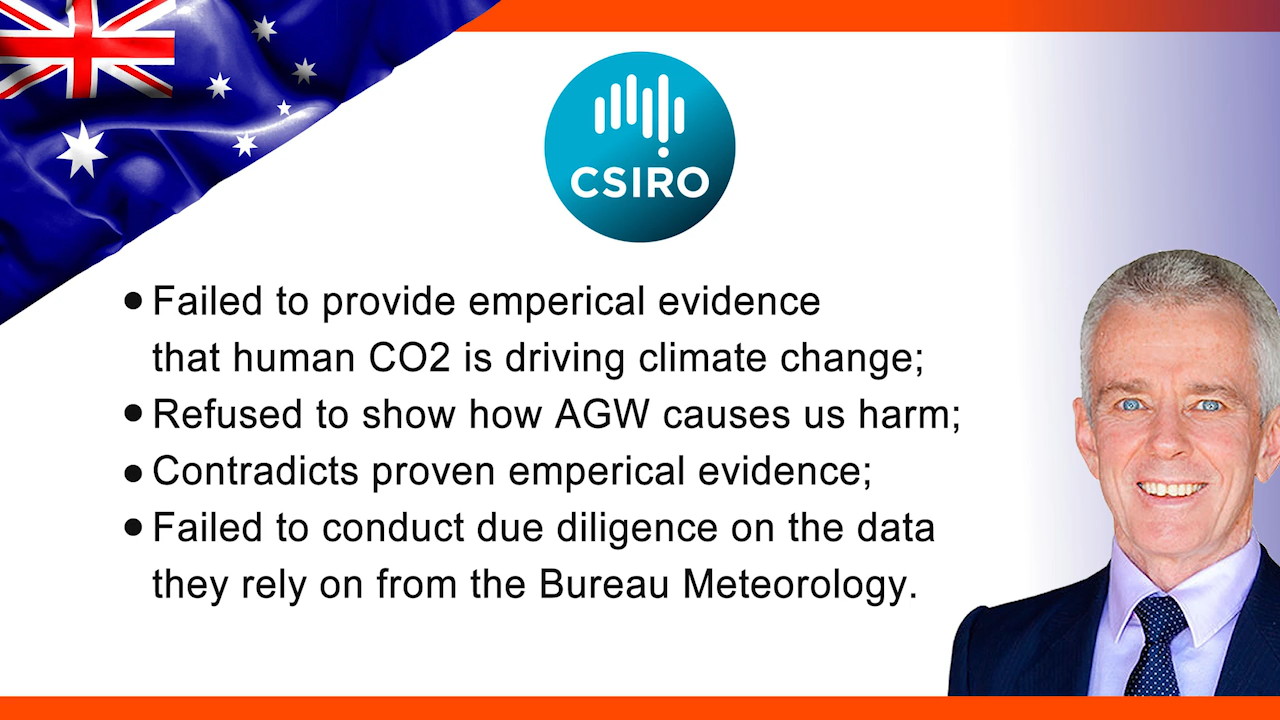 CSIRO
• Failed to provide emperical evidence
that human CO2 is driving climate change;
• Refused to show how AGW causes us harm;
• Contradicts proven emperical evidence;
• Failed to conduct due diligence on the data
they rely on from the Bureau Meteorology.